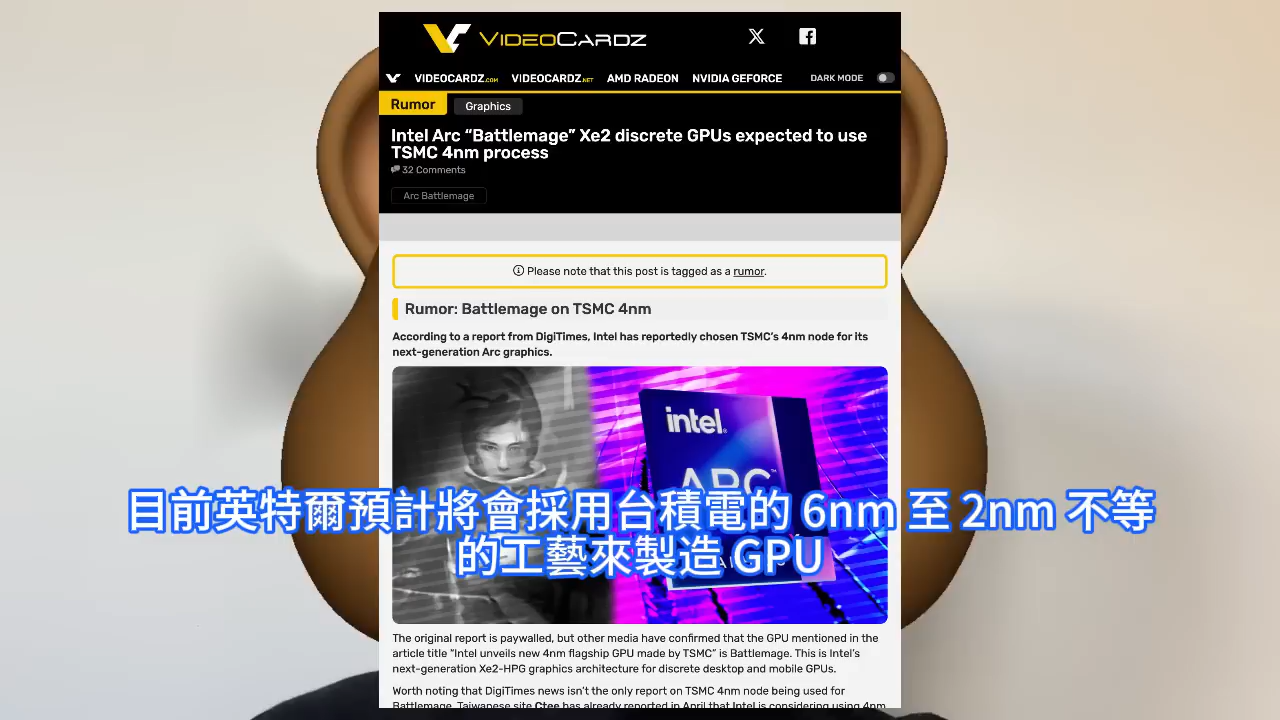 VIDEOCARDZ
VIDEOCARDZ.COM VIDEOCARDZ.NET AMD RADEON NVIDIA GEFORCE DARK MODE
Rumor Graphics
Intel Arc “Battlemage” Xe2 discrete GPUs expected to use
TSMC 4nm process
32 Comments
Arc Battlemage
Please note that this post is tagged as a rumor.
Rumor: Battlemage on TSMC 4nm
According to a report from DigiTimes, Intel has reportedly chosen TSMC’s 4nm node for its
next-generation Arc graphics.
intel.
ARC™
目前英特爾預計將會採用台積電的 6nm 至 2nm 不等
的工藝來製造 GPU
The original report is paywalled, but other media have confirmed that the GPU mentioned in the
article title “Intel unveils new 4nm flagship GPU made by TSMC” is Battlemage. This is Intel’s
next-generation Xe2-HPG graphics architecture for discrete desktop and mobile GPUs.
Worth noting that DigiTimes news isn’t the only report on TSMC 4nm node being used for
Battlemage. Taiwanese site Ctee has already reported in April that Intel is considering using 4nm